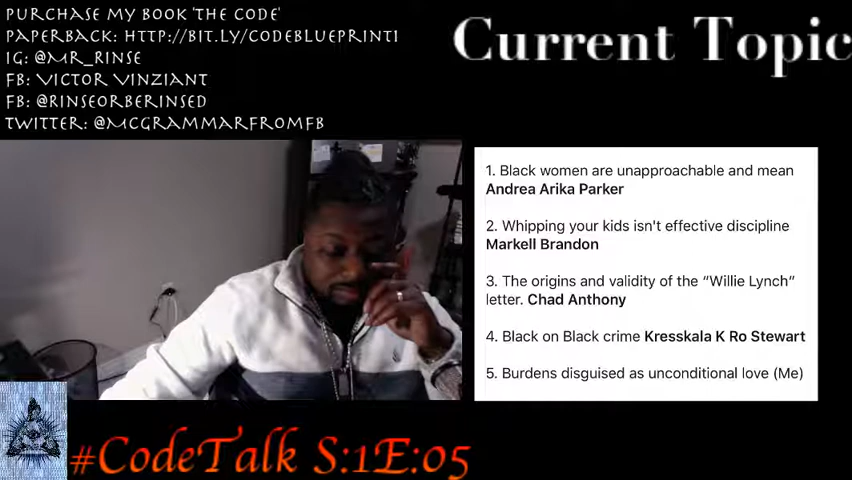 PURCHASE MY BOOK 'THE CODE'
PAPERBACK: HTTP://BIT.LY/CODEBLUEPRINT1
IG: @MR_RINSE
FB: VICTOR VINZIANT
FB: @RINSEORBERINSED
TWITTER: @MCGRAMMARFROMFB
Current Topic
1. Black women are unapproachable and mean
Andrea Arika Parker
2. Whipping your kids isn't effective discipline
Markell Brandon
3. The origins and validity of the “Willie Lynch”
letter. Chad Anthony
4. Black on Black crime Kresskala K Ro Stewart
5. Burdens disguised as unconditional love (Me)
#CodeTalk S:1E:05